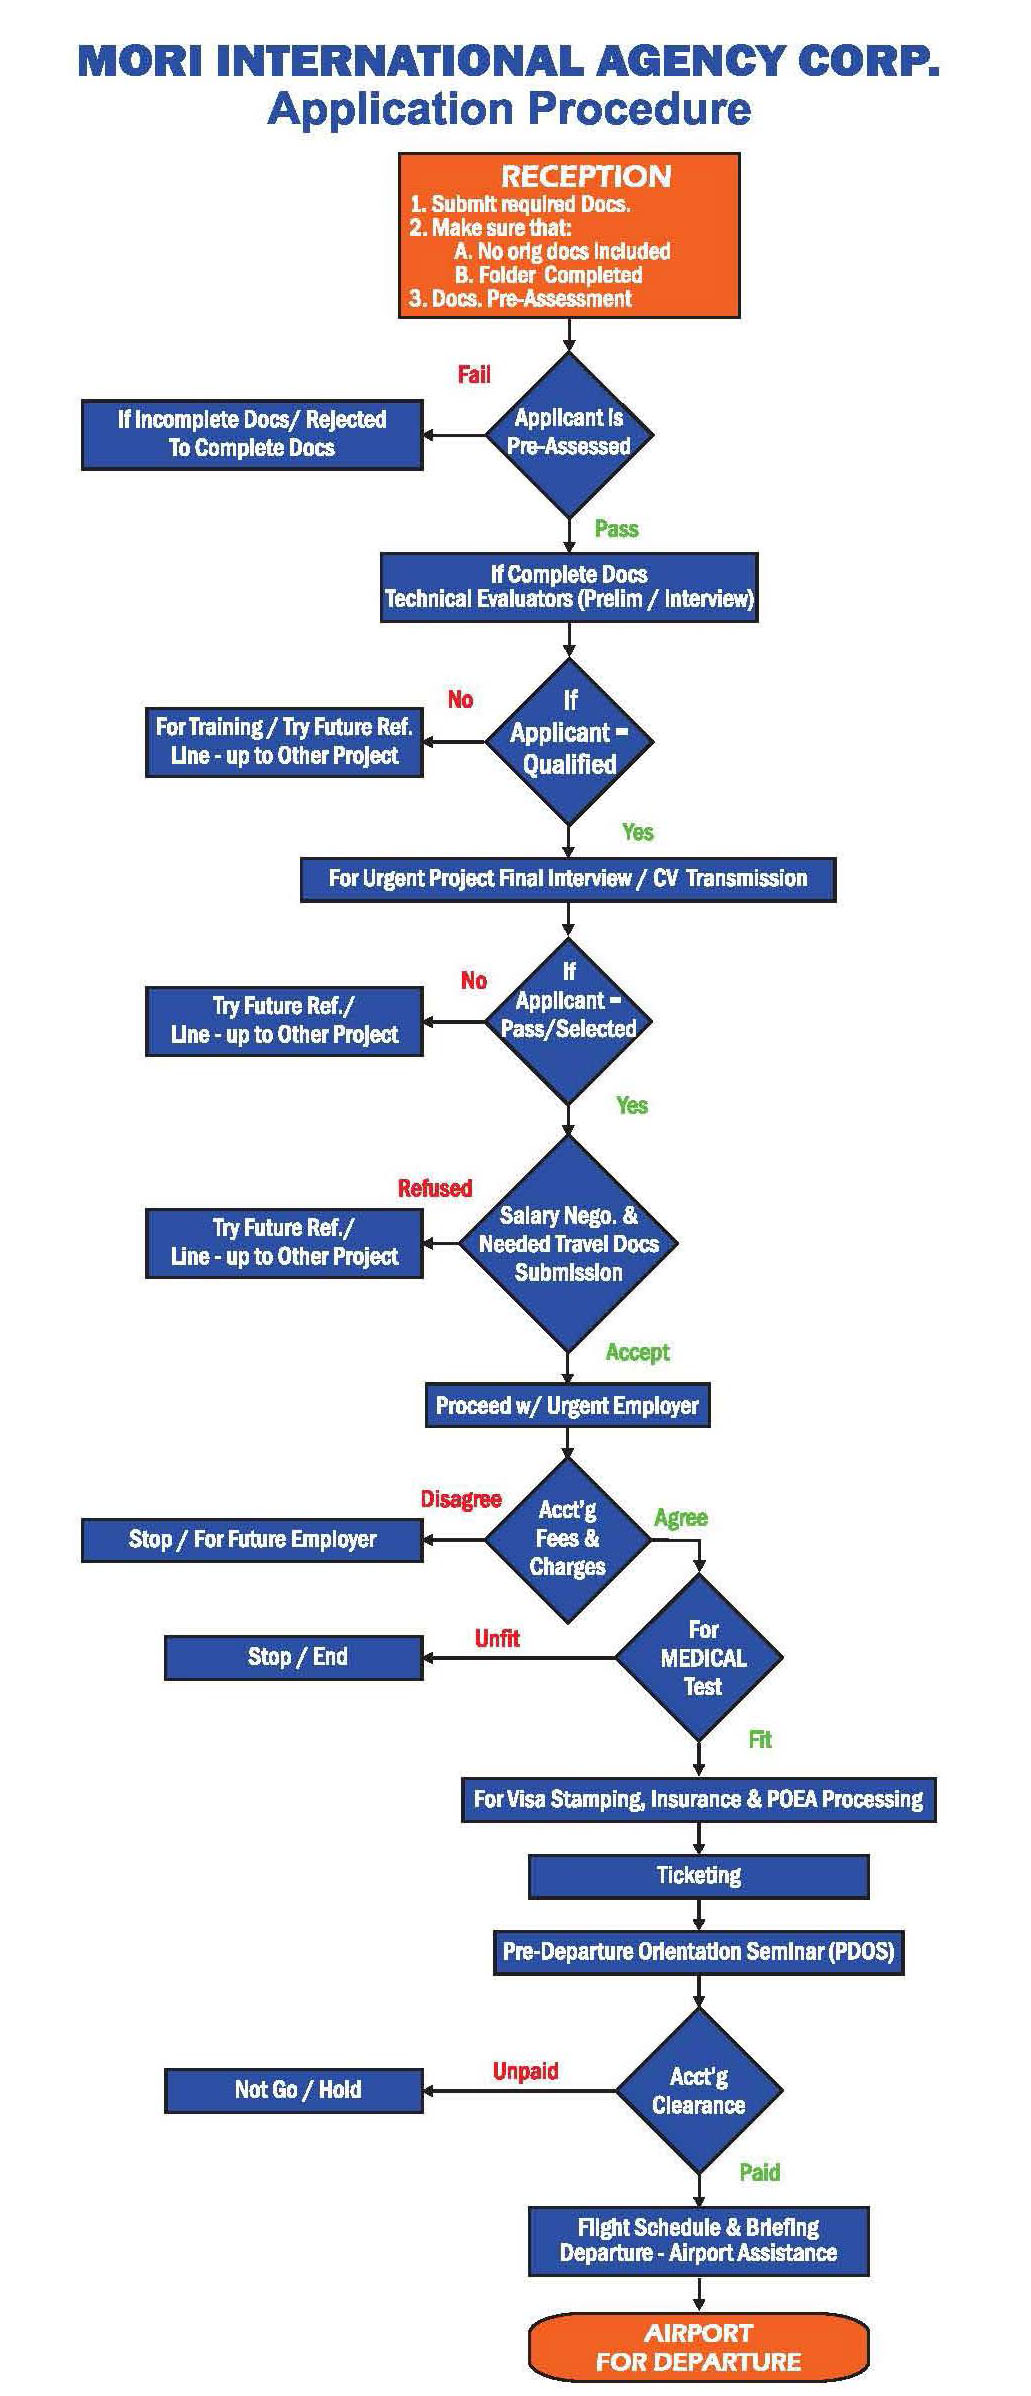 MORI INTERNATIONAL AGENCY CORP.
Application Procedure
RECEPTION
1. Submit required Docs.
2. Make sure that:
A. No orig docs included
B. Folder Completed
3. Docs. Pre-Assessment
Fail
Applicant is
Pre-Assessed
If Incomplete Docs/ Rejected
To Complete Docs
Pass
If Complete Docs
Technical Evaluators (Prelim / Interview)
No
If
Applicant =
Qualified
For Training / Try Future Ref.
Line - up to Other Project
Yes
For Urgent Project Final Interview / CV Transmission
No
If
Applicant =
Pass/Selected
Try Future Ref./
Line - up to Other Project
Yes
Refused
Salary Nego. &
Needed Travel Docs
Submission
Try Future Ref./
Line - up to Other Project
Accept
Proceed w/ Urgent Employer
Disagree
Acct'g
Fees &
Charges
Agree
Stop / For Future Employer
For
MEDICAL
Test
Unfit
Stop / End
Fit
For Visa Stamping, Insurance & POEA Processing
Ticketing
Pre-Departure Orientation Seminar (PDOS)
Acct'g
Clearance
Unpaid
Not Go / Hold
Paid
Flight Schedule & Briefing
Departure - Airport Assistance
AIRPORT
FOR DEPARTURE